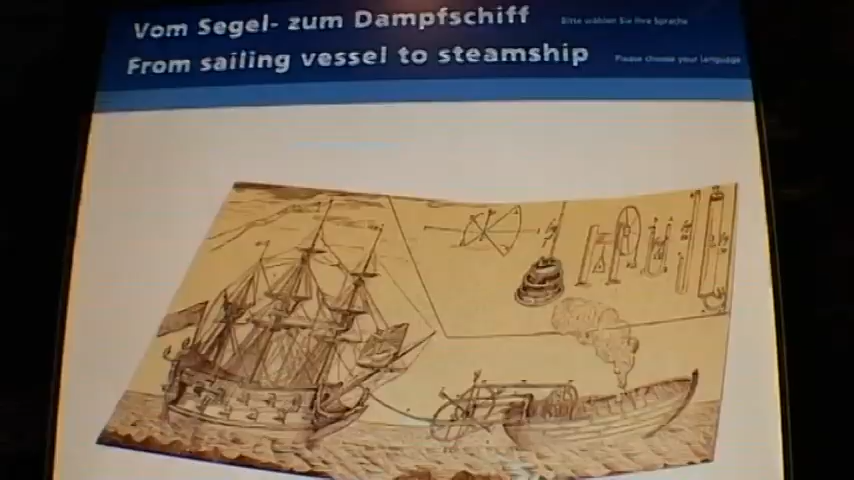 Vom Segel- zum Dampfschiff
Bitte wählen Sie Ihre Sprache
From sailing vessel to steamship
Please choose your language